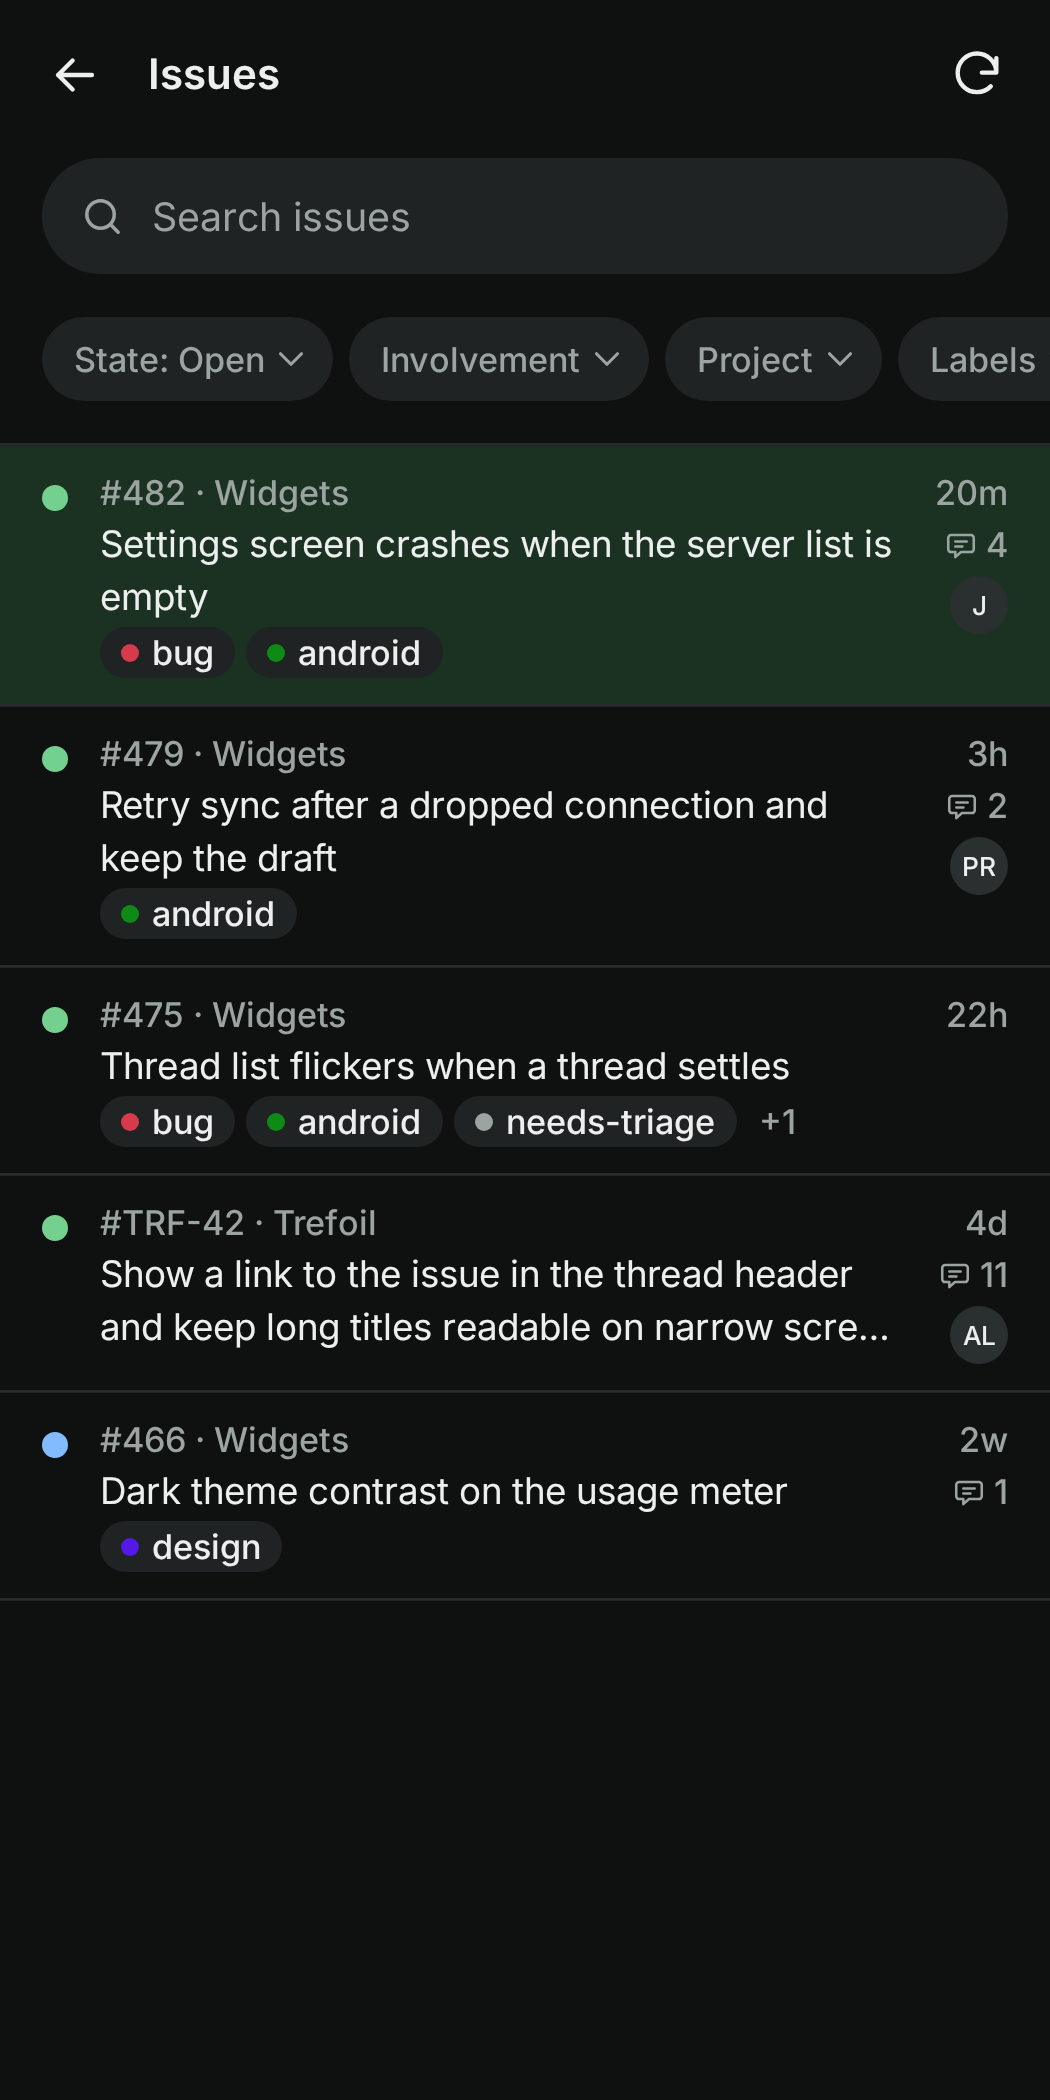 Issues
Search issues
State: Open
Involvement
Project
Labels
#482 · Widgets
20m
Settings screen crashes when the server list is
4
empty
J
bug
android
#479 · Widgets
3h
Retry sync after a dropped connection and
2
keep the draft
PR
android
#475 · Widgets
22h
Thread list flickers when a thread settles
bug
android
needs-triage
+1
#TRF-42 · Trefoil
4d
Show a link to the issue in the thread header
11
and keep long titles readable on narrow scre...
AL
#466 · Widgets
2w
Dark theme contrast on the usage meter
1
design